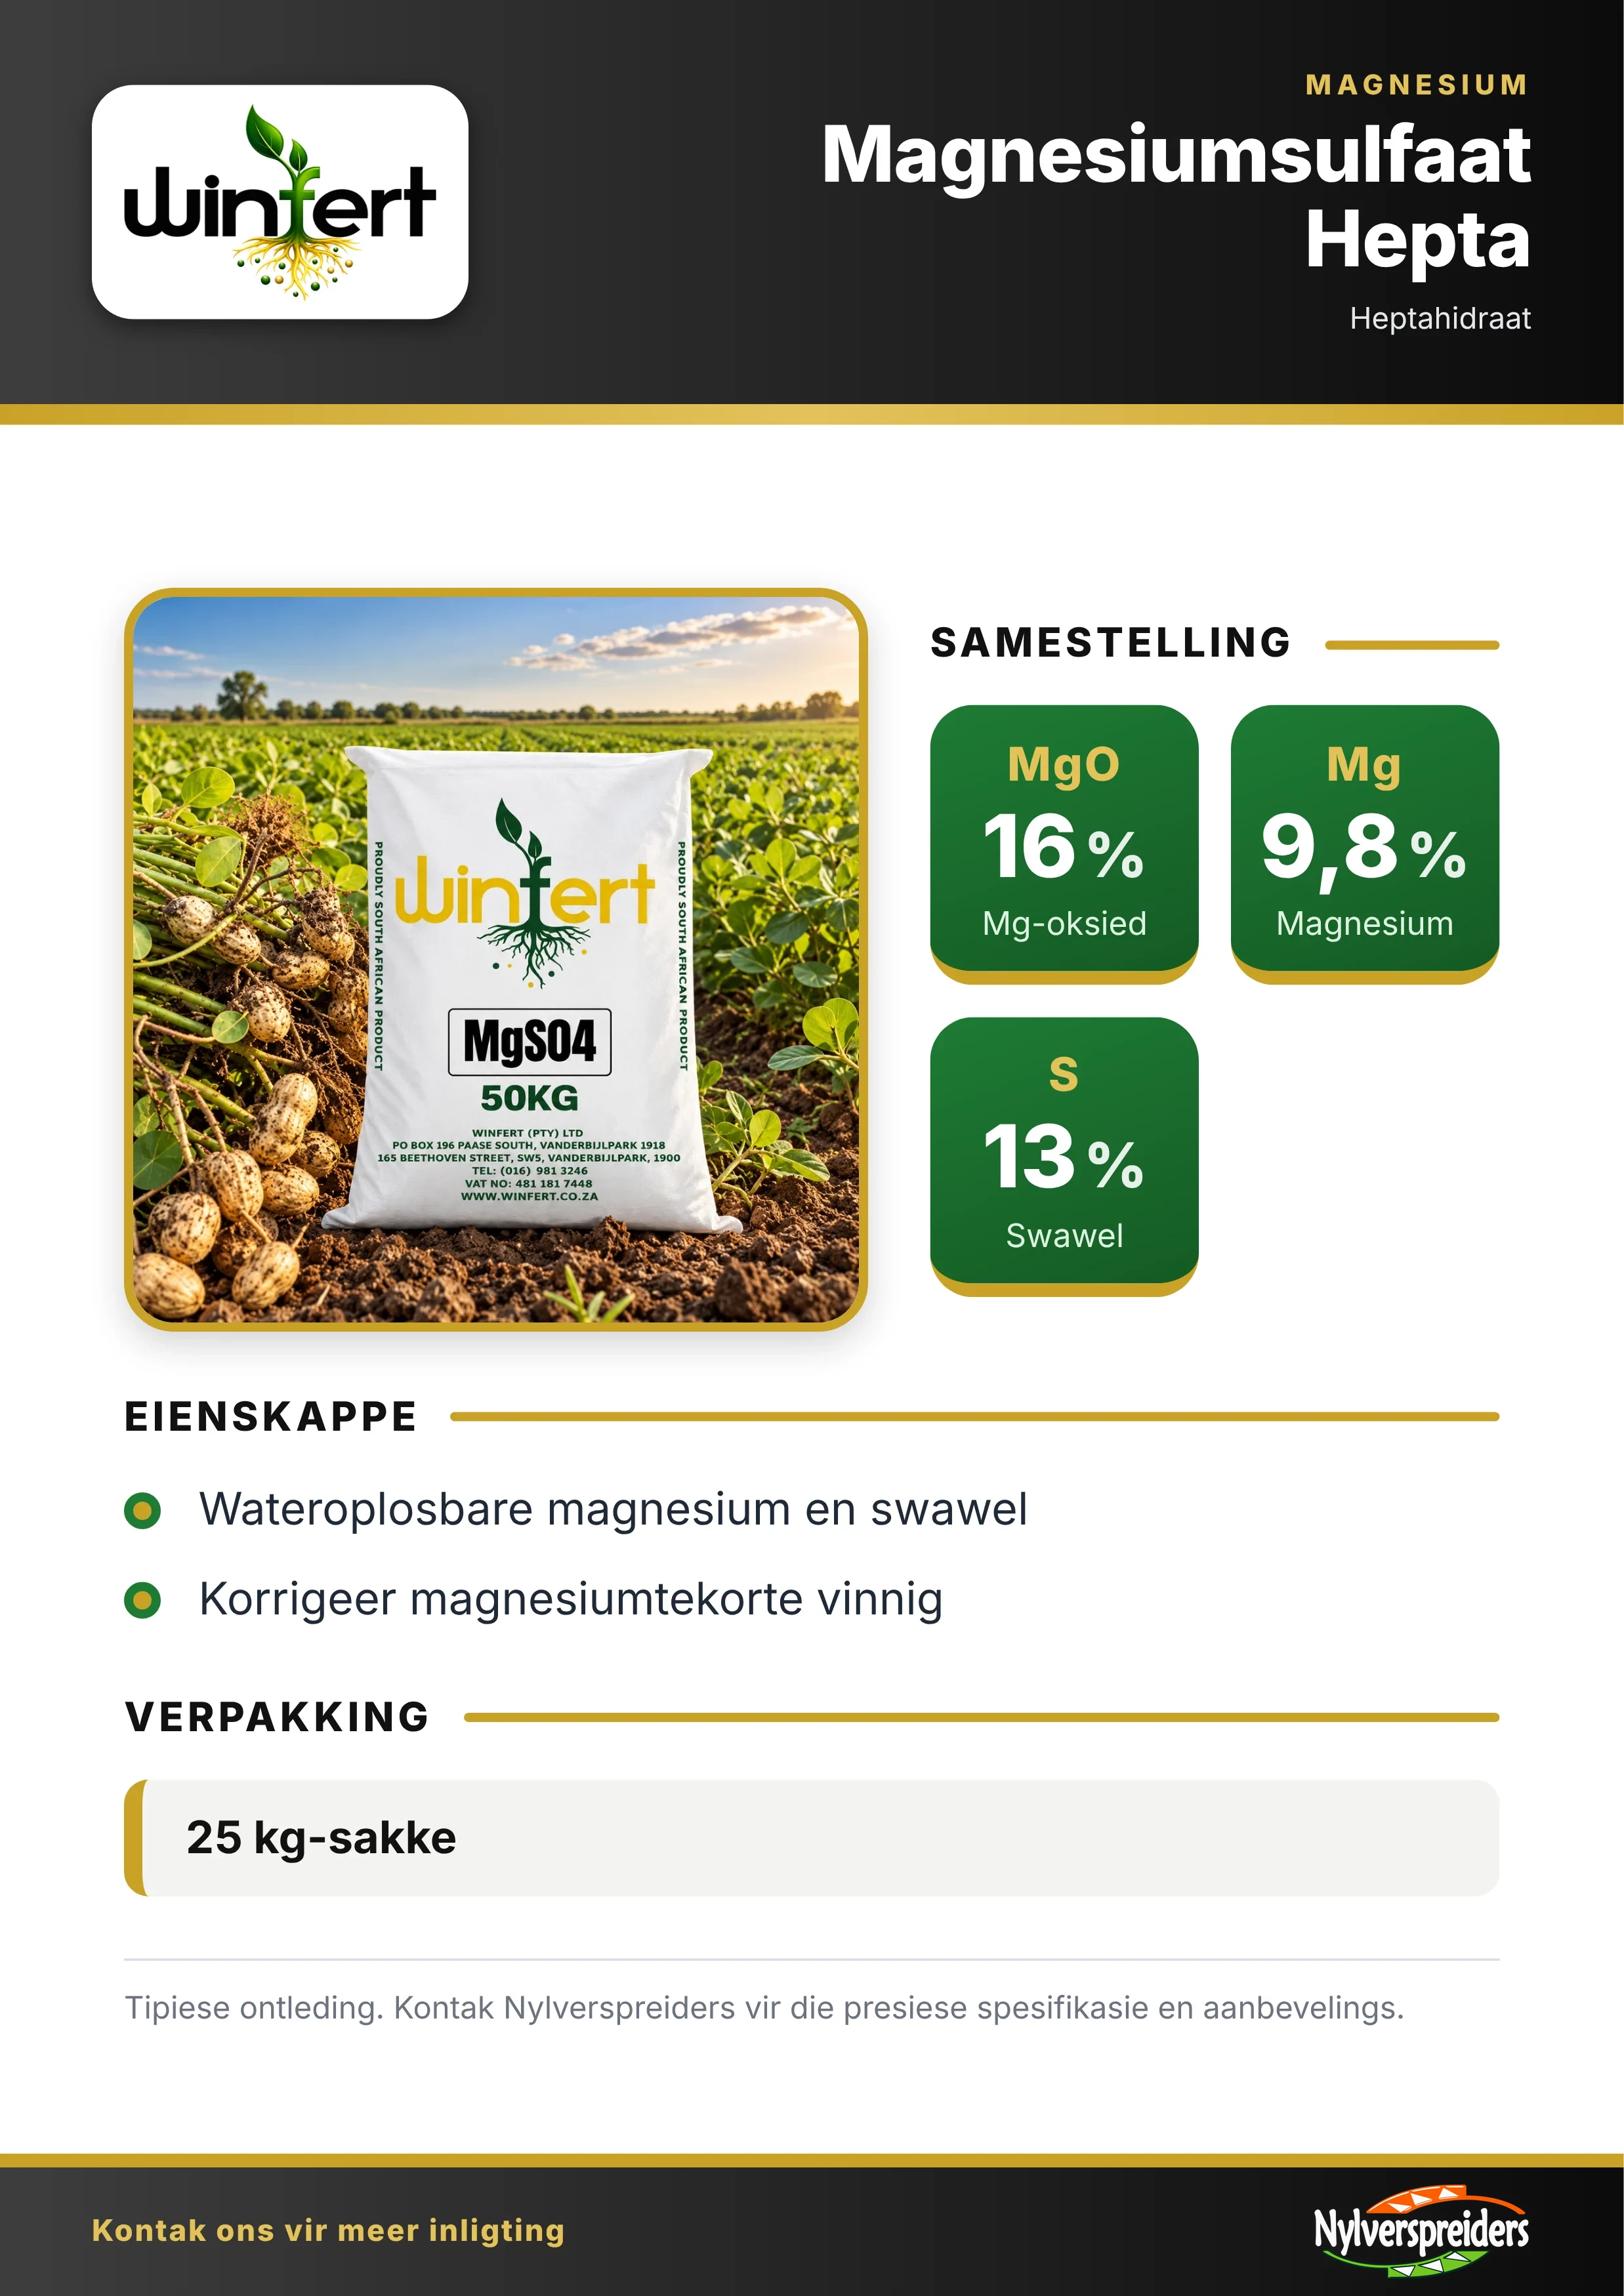 winfert
MAGNESIUM
Magnesiumsulfaat
Hepta
Heptahidraat
PROUDLY SOUTH AFRICAN PRODUCT
winfert
PROUDLY SOUTH AFRICAN PRODUCT
MgSO4
50KG
WINFERT (PTY) LTD
PO BOX 196 PAASE SOUTH, VANDERBIJLPARK 1918
165 BEETHOVEN STREET, SW5, VANDERBIJLPARK, 1900
TEL: (016) 981 3246
VAT NO: 481 181 7448
WWW.WINFERT.CO.ZA
SAMESTELLING
MgO
16 %
Mg-oksied
Mg
9,8 %
Magnesium
S
13 %
Swawel
EIENSKAPPE
Wateroplosbare magnesium en swawel
Korrigeer magnesiumtekorte vinnig
VERPAKKING
25 kg-sakke
Tipiese ontleding. Kontak Nylverspreiders vir die presiese spesifikasie en aanbevelings.
Kontak ons vir meer inligting
Nylverspreiders